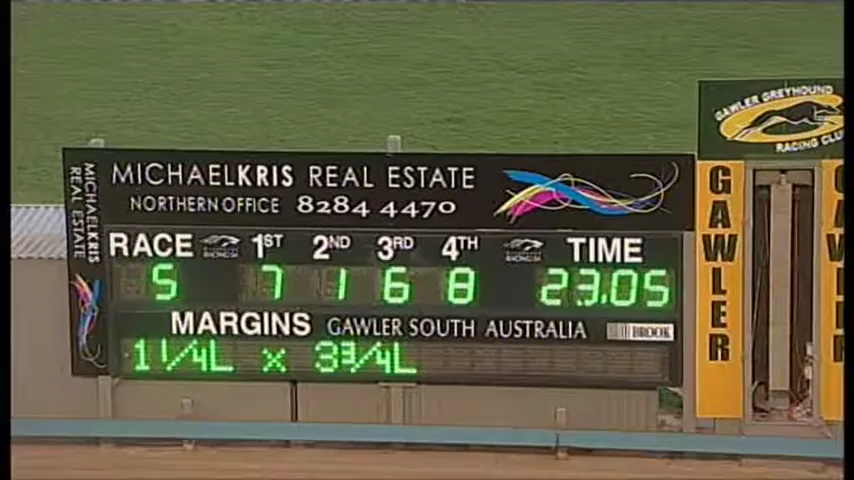 GAWLER GREYHOUND
RACING CLUB
MICHAELKRIS REAL ESTATE
NORTHERN OFFICE 8284 4470
MICHAELKRIS
REAL ESTATE
RACE 1ST 2ND 3RD 4TH TIME
5 7 1 6 8 23.05
MARGINS GAWLER SOUTH AUSTRALIA BROOK
1 1/4L x 3 3/4L
GAWLER
GAWLER